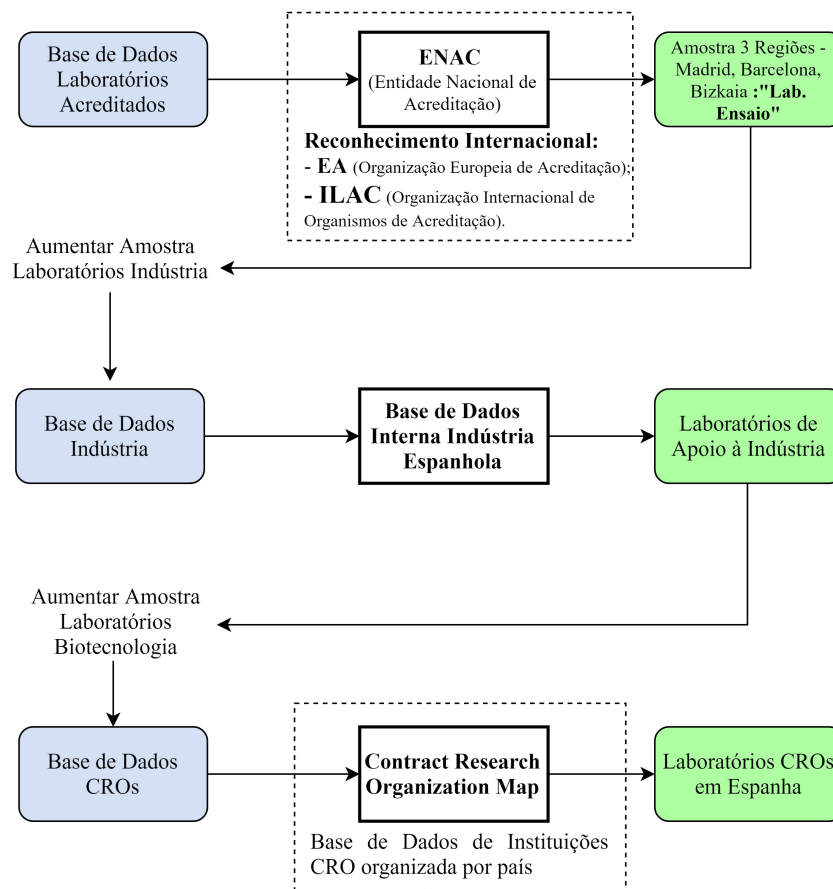 Base de Dados
Laboratórios
Acreditados
ENAC
(Entidade Nacional de
Acreditação)
Reconhecimento Internacional:
- EA (Organização Europeia de Acreditação);
- ILAC (Organização Internacional de
Organismos de Acreditação).
Amostra 3 Regiões -
Madrid, Barcelona,
Bizkaia :"Lab.
Ensaio"
Aumentar Amostra
Laboratórios Indústria
Base de Dados
Indústria
Base de Dados
Interna Indústria
Espanhola
Laboratórios de
Apoio à Indústria
Aumentar Amostra
Laboratórios
Biotecnologia
Base de Dados
CROs
Contract Research
Organization Map
Base de Dados de Instituições
CRO organizada por país
Laboratórios CROs
em Espanha